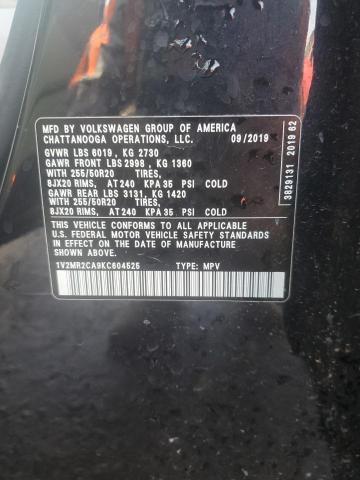 MFD BY VOLKSWAGEN GROUP OF AMERICA
CHATTANOOGA OPERATIONS, LLC. 09/2019
GVWR LBS 6019 , KG 2730
GAWR FRONT LBS 2998 , KG 1360
WITH 255/50R20 TIRES,
8JX20 RIMS, AT 240 KPA 35 PSI COLD
GAWR REAR LBS 3131, KG 1420
WITH 255/50R20 TIRES,
8JX20 RIMS, AT 240 KPA 35 PSI COLD
THIS VEHICLE CONFORMS TO ALL APPLICABLE
U.S. FEDERAL MOTOR VEHICLE SAFETY STANDARDS
IN EFFECT ON THE DATE OF MANUFACTURE
SHOWN ABOVE.
1V2MR2CA9KC604525 TYPE: MPV
3829131 2019 62